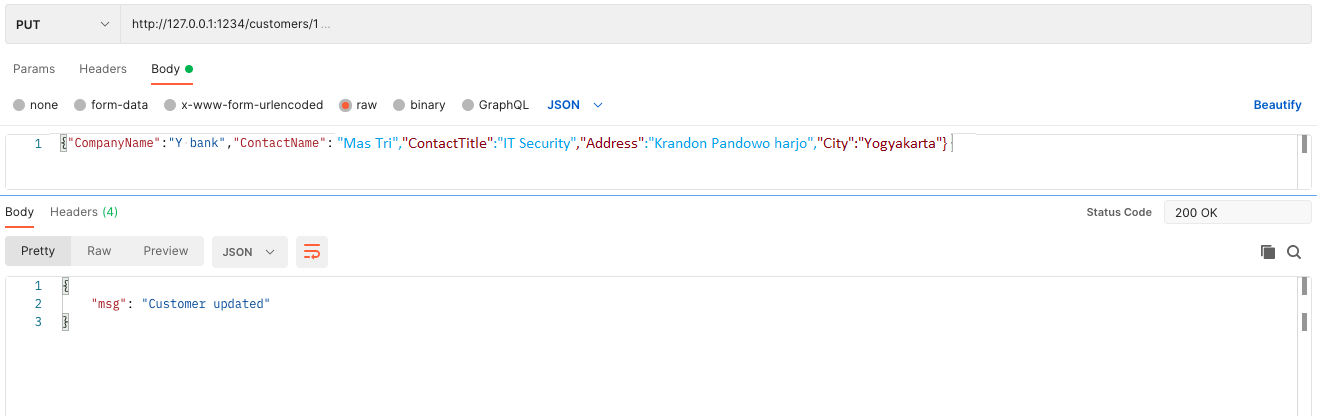 PUT http://127.0.0.1:1234/customers/1 ...
Params Headers Body
none form-data x-www-form-urlencoded raw binary GraphQL JSON Beautify
1 {"CompanyName":"Y bank","ContactName": "Mas Tri","ContactTitle":"IT Security","Address":"Krandon Pandowo harjo","City":"Yogyakarta"}
Body Headers (4) Status Code 200 OK
Pretty Raw Preview JSON
1 {
2 "msg": "Customer updated"
3 }